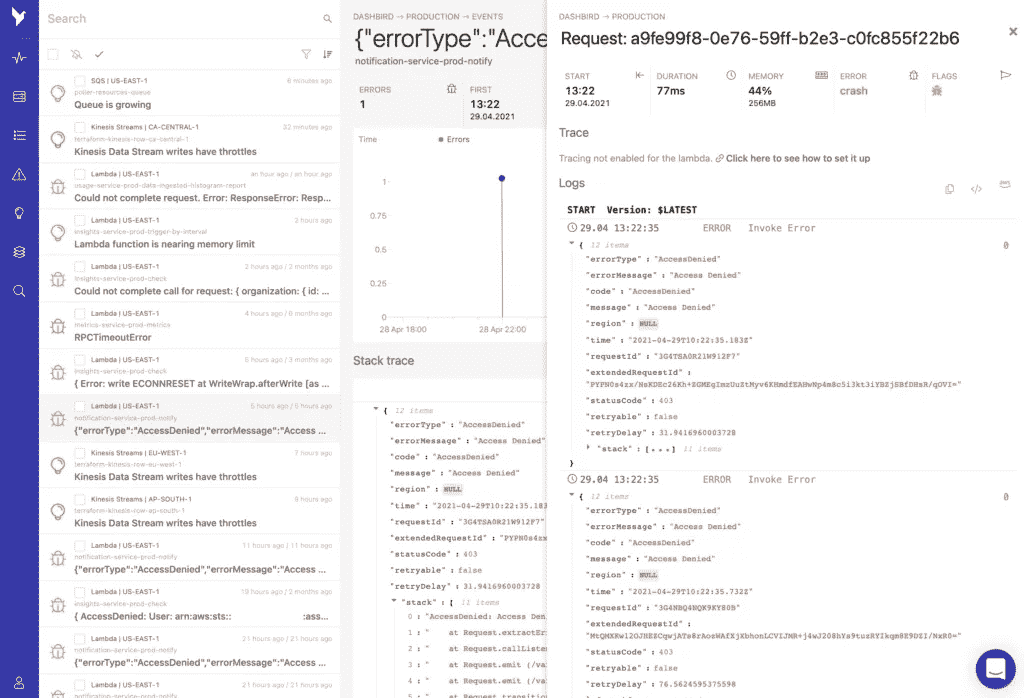 Search
SQS | US-EAST-1
6 minutes ago
poller-resources-queue
Queue is growing
Kinesis Streams | CA-CENTRAL-1
32 minutes ago
terraform-kinesis-row-ca-central-1
Kinesis Data Stream writes have throttles
Lambda | US-EAST-1
an hour ago / an hour ago
usage-service-prod-data-ingested-histogram-report
Could not complete request. Error: ResponseError: Resp...
Lambda | US-EAST-1
2 hours ago
insights-service-prod-trigger-by-interval
Lambda function is nearing memory limit
Lambda | US-EAST-1
2 hours ago / 2 months ago
insights-service-prod-check
Could not complete call for request: { organization: { id: ...
Lambda | US-EAST-1
4 hours ago / 6 months ago
metrics-service-prod-metrics
RPCTimeoutError
Lambda | US-EAST-1
5 hours ago / 3 months ago
insights-service-prod-check
{ Error: write ECONNRESET at WriteWrap.afterWrite [as ...
Lambda | US-EAST-1
5 hours ago / 5 hours ago
notification-service-prod-notify
{"errorType":"AccessDenied","errorMessage":"Access ...
Kinesis Streams | EU-WEST-1
7 hours ago
terraform-kinesis-row-eu-west-1
Kinesis Data Stream writes have throttles
Kinesis Streams | AP-SOUTH-1
9 hours ago
terraform-kinesis-row-ap-south-1
Kinesis Data Stream writes have throttles
Lambda | US-EAST-1
11 hours ago / 11 hours ago
notification-service-prod-notify
{"errorType":"AccessDenied","errorMessage":"Access ...
Lambda | US-EAST-1
19 hours ago / 2 months ago
insights-service-prod-check
{ AccessDenied: User: arn:aws:sts:: :ass...
Lambda | US-EAST-1
21 hours ago / 21 hours ago
notification-service-prod-notify
{"errorType":"AccessDenied","errorMessage":"Access ...
Lambda | US-EAST-1
21 hours ago / 21 hours ago
DASHBIRD → PRODUCTION → EVENTS
{"errorType":"Acce
notification-service-prod-notify
ERRORS
1
FIRST
13:22
29.04.2021
Time
Errors
1
0.75
0.5
0.25
0
28 Apr 18:00
28 Apr 22:00
Stack trace
{ 12 items
"errorType" : "AccessDenied"
"errorMessage" : "Access Denied"
"code" : "AccessDenied"
"message" : "Access Denied"
"region" : NULL
"time" : "2021-04-29T10:22:35.183
"requestId" : "3G4TSA0R21W912F7"
"extendedRequestId" : "PYPN0s4zx
"statusCode" : 403
"retryable" : false
"retryDelay" : 31.9416960003728
"stack" : [ 11 items
0 : "AccessDenied: Access Den
1 : " at Request.extractErr
2 : " at Request.callListe
3 : " at Request.emit (/va
4 : " at Request.emit (/va
5 : " at Request.transition
DASHBIRD → PRODUCTION
Request: a9fe99f8-0e76-59ff-b2e3-c0fc855f22b6
START
13:22
29.04.2021
DURATION
77ms
MEMORY
44%
256MB
ERROR
crash
FLAGS
Trace
Tracing not enabled for the lambda. Click here to see how to set it up
Logs
START Version: $LATEST
29.04 13:22:35 ERROR Invoke Error
{ 12 items
0
"errorType" : "AccessDenied"
"errorMessage" : "Access Denied"
"code" : "AccessDenied"
"message" : "Access Denied"
"region" : NULL
"time" : "2021-04-29T10:22:35.183Z"
"requestId" : "3G4TSA0R21W912F7"
"extendedRequestId" :
"statusCode" : 403
"retryable" : false
"retryDelay" : 31.9416960003728
"stack" : [...] 11 items
}
29.04 13:22:35 ERROR Invoke Error
{ 12 items
0
"errorType" : "AccessDenied"
"errorMessage" : "Access Denied"
"code" : "AccessDenied"
"message" : "Access Denied"
"region" : NULL
"time" : "2021-04-29T10:22:35.732Z"
"requestId" : "3G4NBQ4NQK9KY80B"
"extendedRequestId" :
"statusCode" : 403
"retryable" : false
"retryDelay" : 76.5624595375598